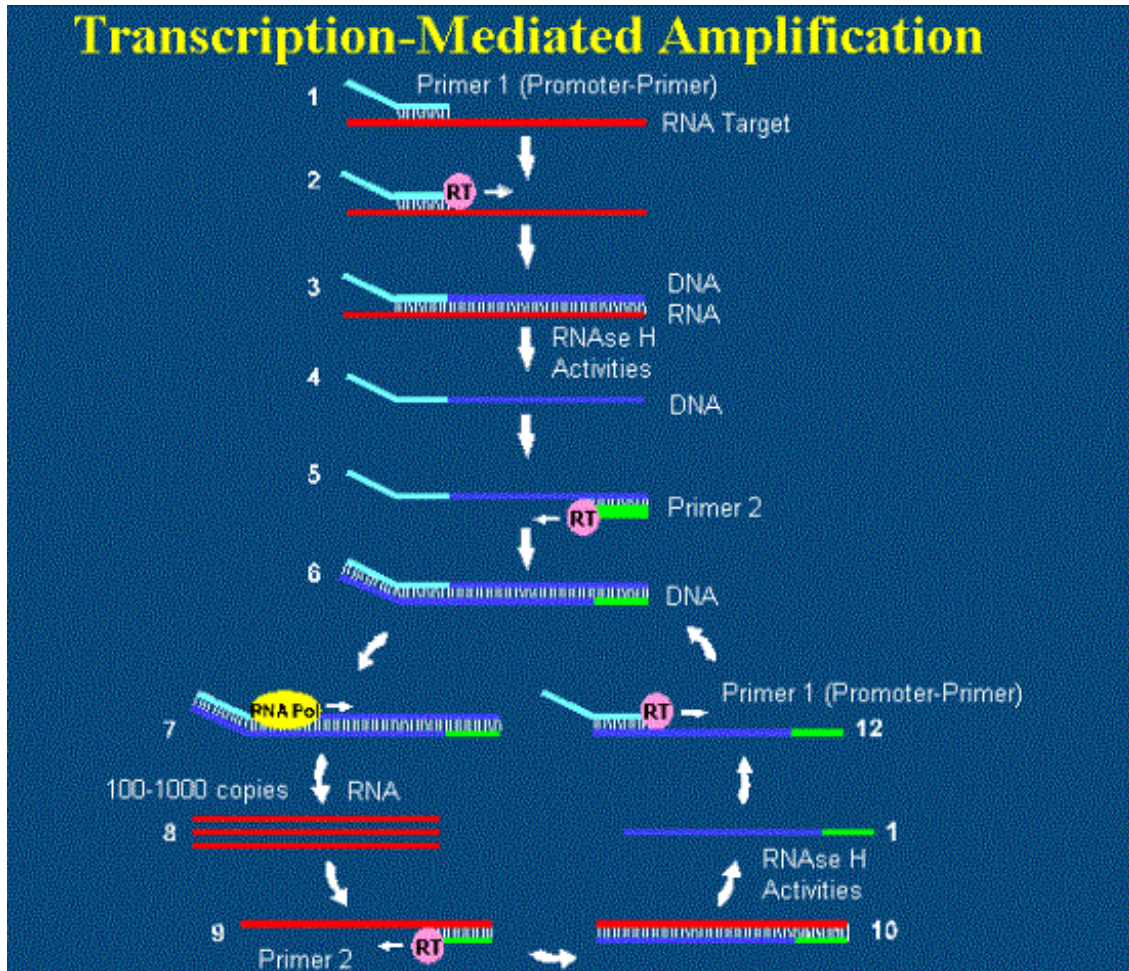 Transcription-Mediated Amplification
Primer 1 (Promoter-Primer)
1
RNA Target
2
RT
3
DNA
RNA
RNAse H
Activities
4
DNA
5
RT
Primer 2
6
DNA
RNA Pol
7
Primer 1 (Promoter-Primer)
RT
12
100-1000 copies
RNA
8
1
RNAse H
Activities
9
RT
Primer 2
10